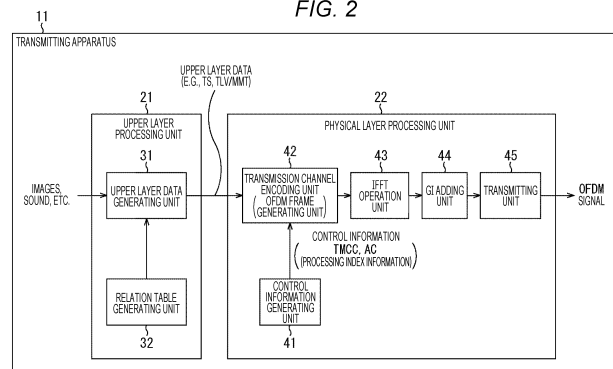 FIG. 2
11
TRANSMITTING APPARATUS
UPPER LAYER DATA
(E.G., TS, TLV/MMT)
21
UPPER LAYER
PROCESSING UNIT
22
PHYSICAL LAYER PROCESSING UNIT
31
UPPER LAYER DATA
GENERATING UNIT
42
TRANSMISSION CHANNEL
ENCODING UNIT
(OFDM FRAME
GENERATING UNIT)
43
IFFT
OPERATION
UNIT
44
GI ADDING
UNIT
45
TRANSMITTING
UNIT
IMAGES,
SOUND, ETC.
OFDM
SIGNAL
CONTROL INFORMATION
(TMCC, AC
(PROCESSING INDEX INFORMATION))
RELATION TABLE
GENERATING UNIT
32
CONTROL
INFORMATION
GENERATING
UNIT
41